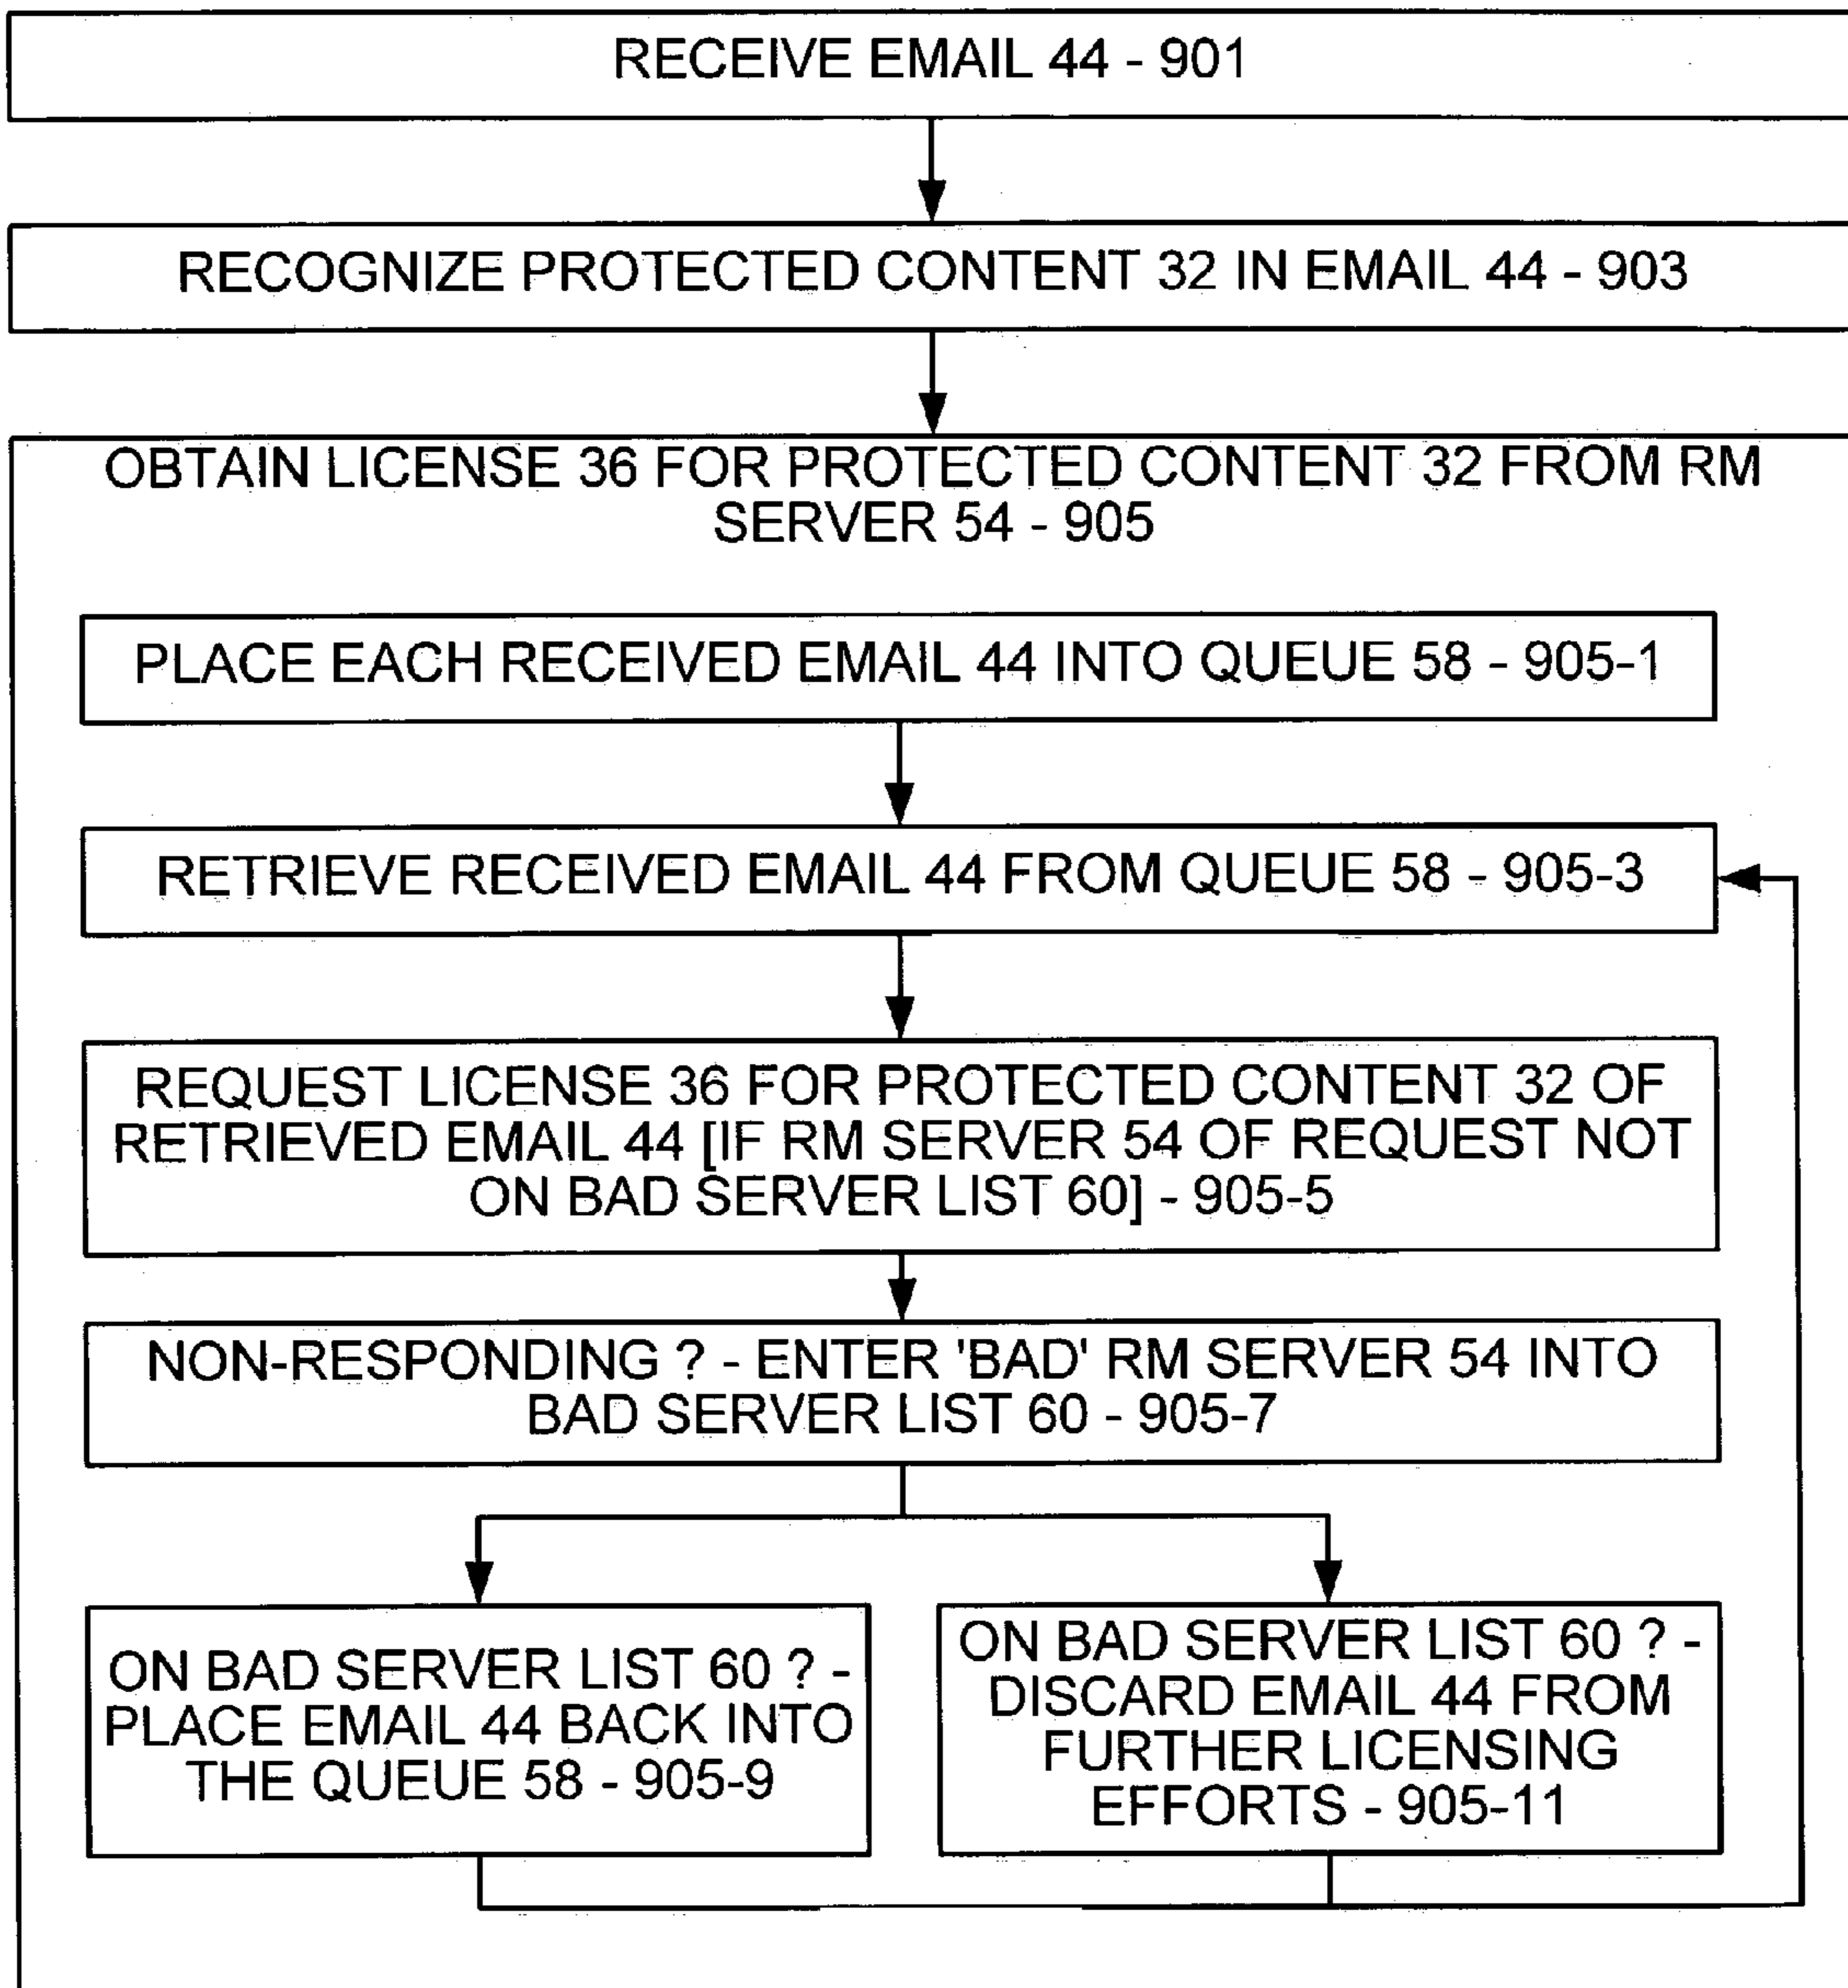 RECEIVE EMAIL 44 - 901
RECOGNIZE PROTECTED CONTENT 32 IN EMAIL 44 - 903
OBTAIN LICENSE 36 FOR PROTECTED CONTENT 32 FROM RM
SERVER 54 - 905
PLACE EACH RECEIVED EMAIL 44 INTO QUEUE 58 - 905-1
RETRIEVE RECEIVED EMAIL 44 FROM QUEUE 58 - 905-3
REQUEST LICENSE 36 FOR PROTECTED CONTENT 32 OF
RETRIEVED EMAIL 44 [IF RM SERVER 54 OF REQUEST NOT
ON BAD SERVER LIST 60] - 905-5
NON-RESPONDING ? - ENTER 'BAD' RM SERVER 54 INTO
BAD SERVER LIST 60 - 905-7
ON BAD SERVER LIST 60 ? -
PLACE EMAIL 44 BACK INTO
THE QUEUE 58 - 905-9
ON BAD SERVER LIST 60 ? -
DISCARD EMAIL 44 FROM
FURTHER LICENSING
EFFORTS - 905-11